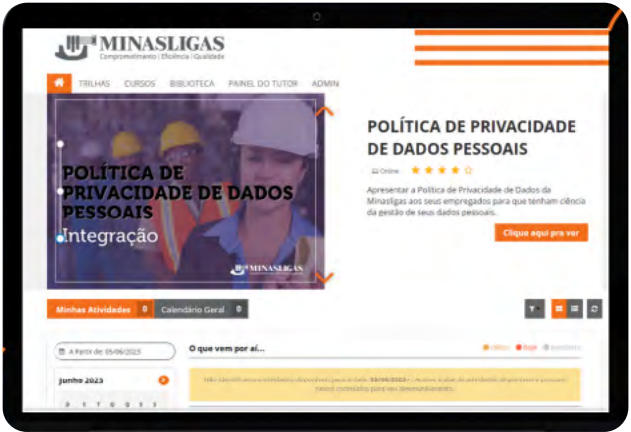 MINASLIGAS
Comprometimento | Eficiência | Qualidade
TRILHAS CURSOS BIBLIOTECA PAINEL DO TUTOR ADMIN
POLÍTICA DE
PRIVACIDADE DE DADOS
PESSOAIS
Integração
MINASLIGAS
POLÍTICA DE PRIVACIDADE
DE DADOS PESSOAIS
Online
Apresentar a Política de Privacidade de Dados da
Minasligas aos seus empregados para que tenham ciência
da gestão de seus dados pessoais.
Clique aqui pra ver
Minhas Atividades 0 Calendário Geral 0
A Partir de: 05/06/2023
O que vem por aí...
hoje
Junho 2023
D S T Q Q S S